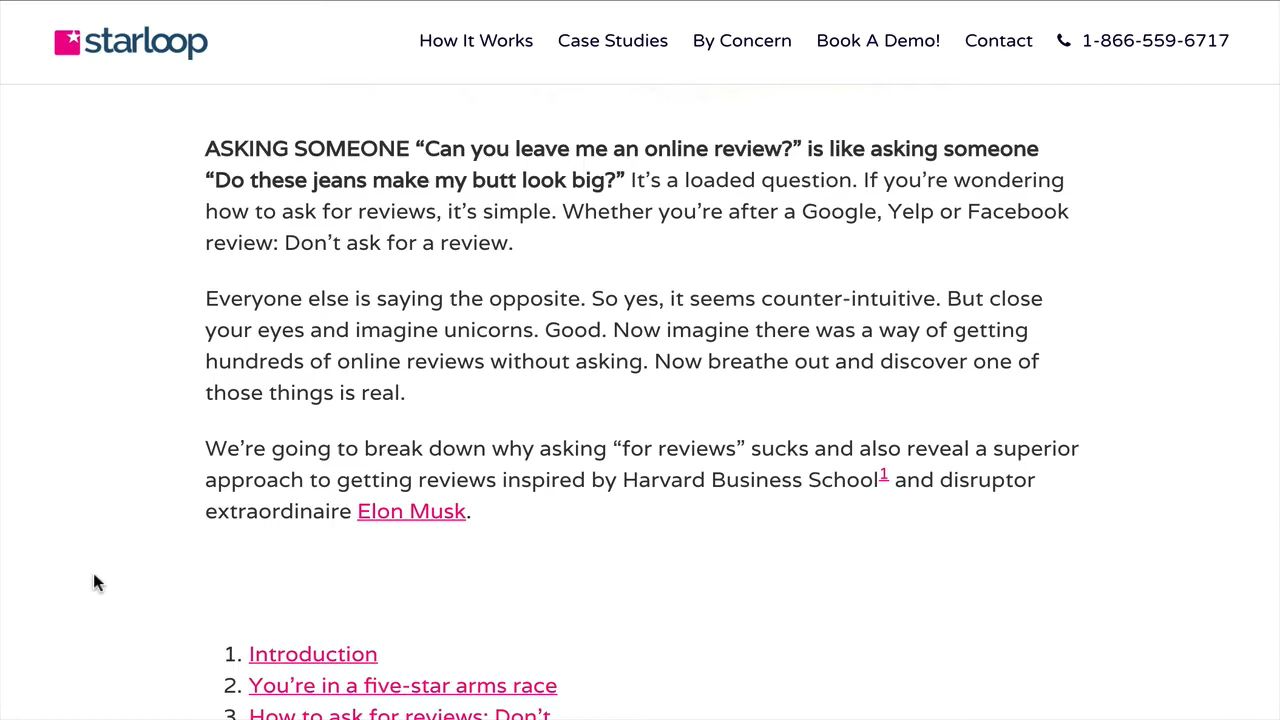 starloop
How It Works
Case Studies
By Concern
Book A Demo!
Contact
1-866-559-6717
ASKING SOMEONE “Can you leave me an online review?” is like asking someone
“Do these jeans make my butt look big?” It’s a loaded question. If you’re wondering
how to ask for reviews, it’s simple. Whether you’re after a Google, Yelp or Facebook
review: Don’t ask for a review.
Everyone else is saying the opposite. So yes, it seems counter-intuitive. But close
your eyes and imagine unicorns. Good. Now imagine there was a way of getting
hundreds of online reviews without asking. Now breathe out and discover one of
those things is real.
We’re going to break down why asking “for reviews” sucks and also reveal a superior
approach to getting reviews inspired by Harvard Business School1 and disruptor
extraordinaire Elon Musk.
1. Introduction
2. You’re in a five-star arms race
3. How to ask for reviews: Don’t